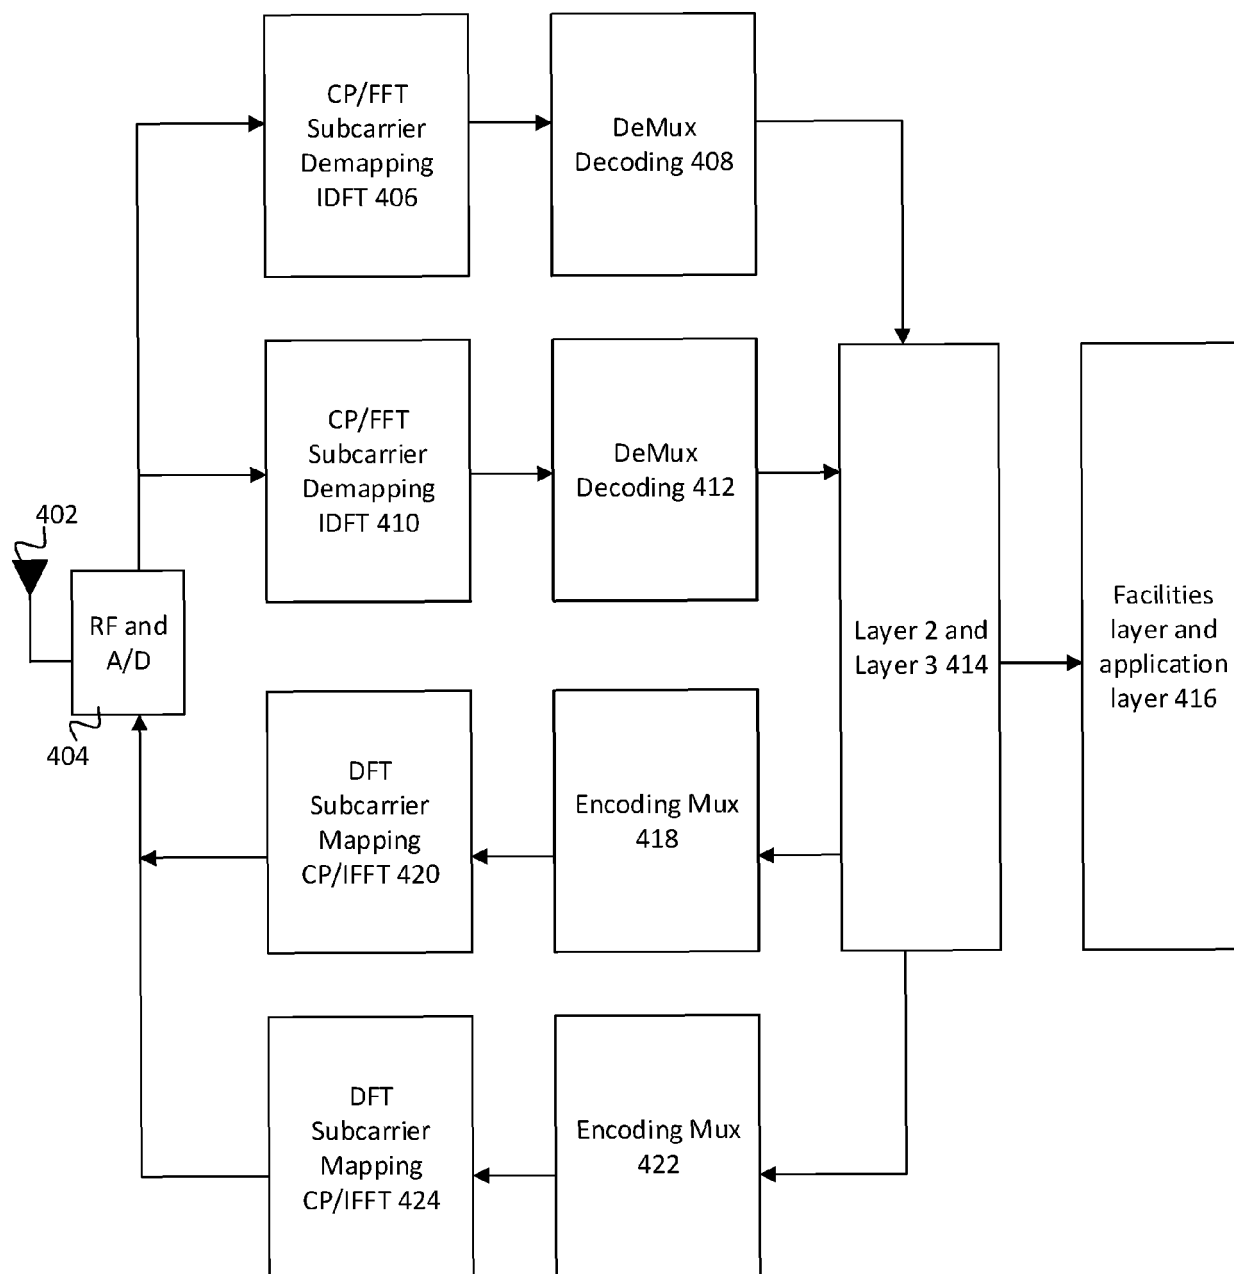 CP/FFT
Subcarrier
Demapping
IDFT 406
DeMux
Decoding 408
CP/FFT
Subcarrier
Demapping
IDFT 410
DeMux
Decoding 412
402
RF and
A/D
404
Layer 2 and
Layer 3 414
Facilities
layer and
application
layer 416
DFT
Subcarrier
Mapping
CP/IFFT 420
Encoding Mux
418
DFT
Subcarrier
Mapping
CP/IFFT 424
Encoding Mux
422